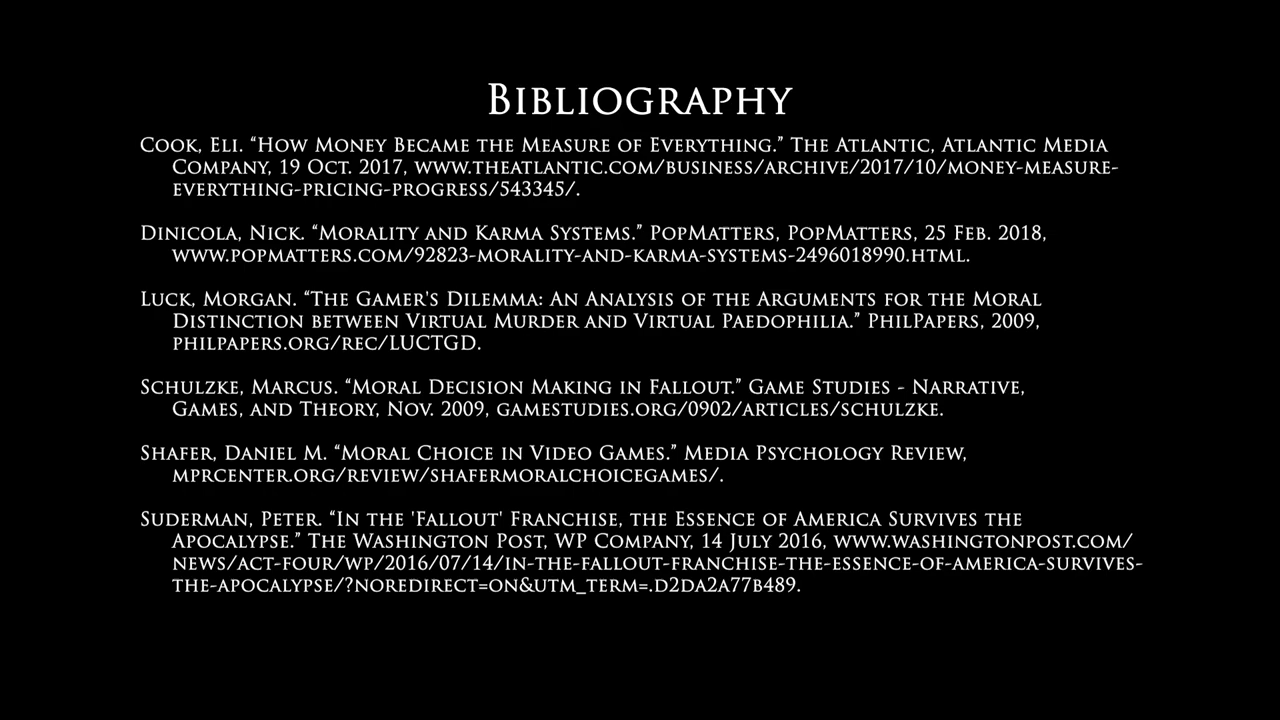 Bibliography
Cook, Eli. “How Money Became the Measure of Everything.” The Atlantic, Atlantic Media
Company, 19 Oct. 2017, www.theatlantic.com/business/archive/2017/10/money-measure-
everything-pricing-progress/543345/.
Dinicola, Nick. “Morality and Karma Systems.” PopMatters, PopMatters, 25 Feb. 2018,
www.popmatters.com/92823-morality-and-karma-systems-2496018990.html.
Luck, Morgan. “The Gamer's Dilemma: An Analysis of the Arguments for the Moral
Distinction between Virtual Murder and Virtual Paedophilia.” PhilPapers, 2009,
philpapers.org/rec/LUCTGD.
Schulzke, Marcus. “Moral Decision Making in Fallout.” Game Studies - Narrative,
Games, and Theory, Nov. 2009, gamestudies.org/0902/articles/schulzke.
Shafer, Daniel M. “Moral Choice in Video Games.” Media Psychology Review,
mprcenter.org/review/shafermoralchoicegames/.
Suderman, Peter. “In the 'Fallout' Franchise, the Essence of America Survives the
Apocalypse.” The Washington Post, WP Company, 14 July 2016, www.washingtonpost.com/
news/act-four/wp/2016/07/14/in-the-fallout-franchise-the-essence-of-america-survives-
the-apocalypse/?noredirect=on&utm_term=.d2da2a77b489.